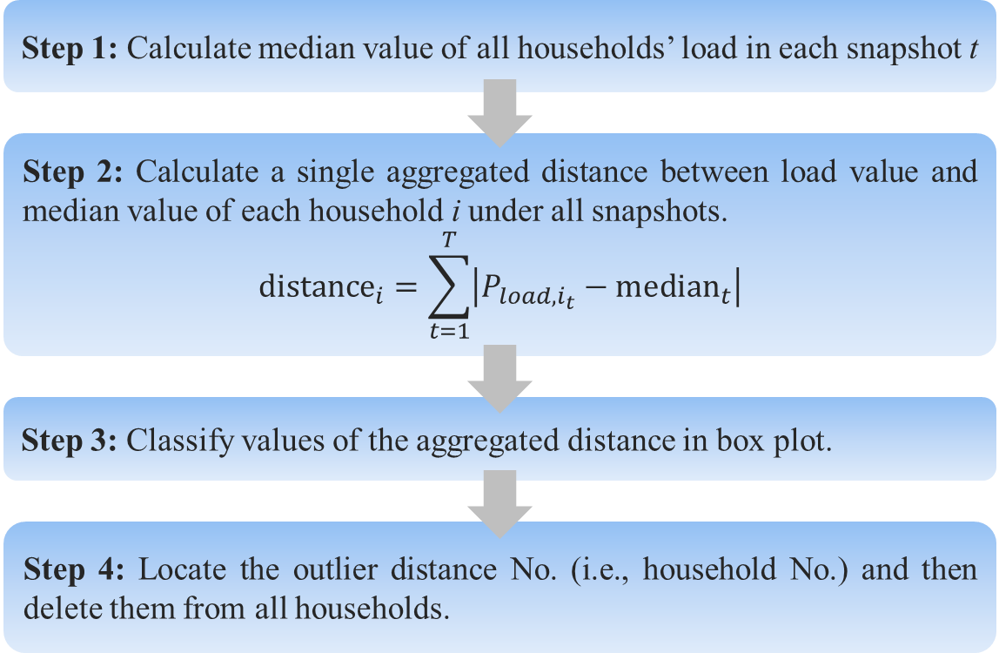 Step 1: Calculate median value of all households’ load in each snapshot t
Step 2: Calculate a single aggregated distance between load value and
median value of each household i under all snapshots.
distanceᵢ = ∑_{t=1}^{T} |P_{load,i_t} − median_t|
Step 3: Classify values of the aggregated distance in box plot.
Step 4: Locate the outlier distance No. (i.e., household No.) and then
delete them from all households.